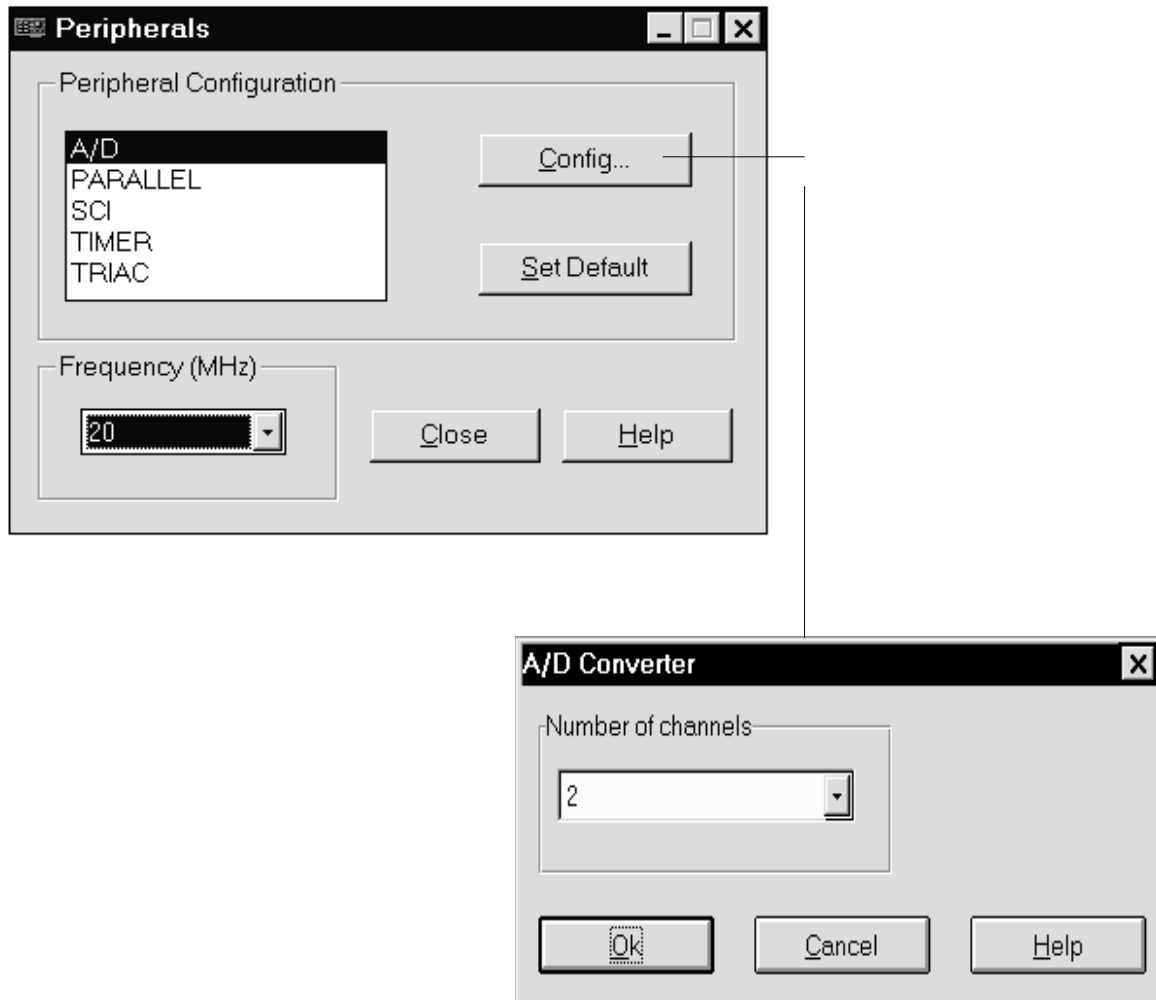 Peripherals
Peripheral Configuration
A/D
PARALLEL
SCI
TIMER
TRIAC
Config...
Set Default
Frequency (MHz)
20
Close
Help
A/D Converter
Number of channels
2
Ok
Cancel
Help